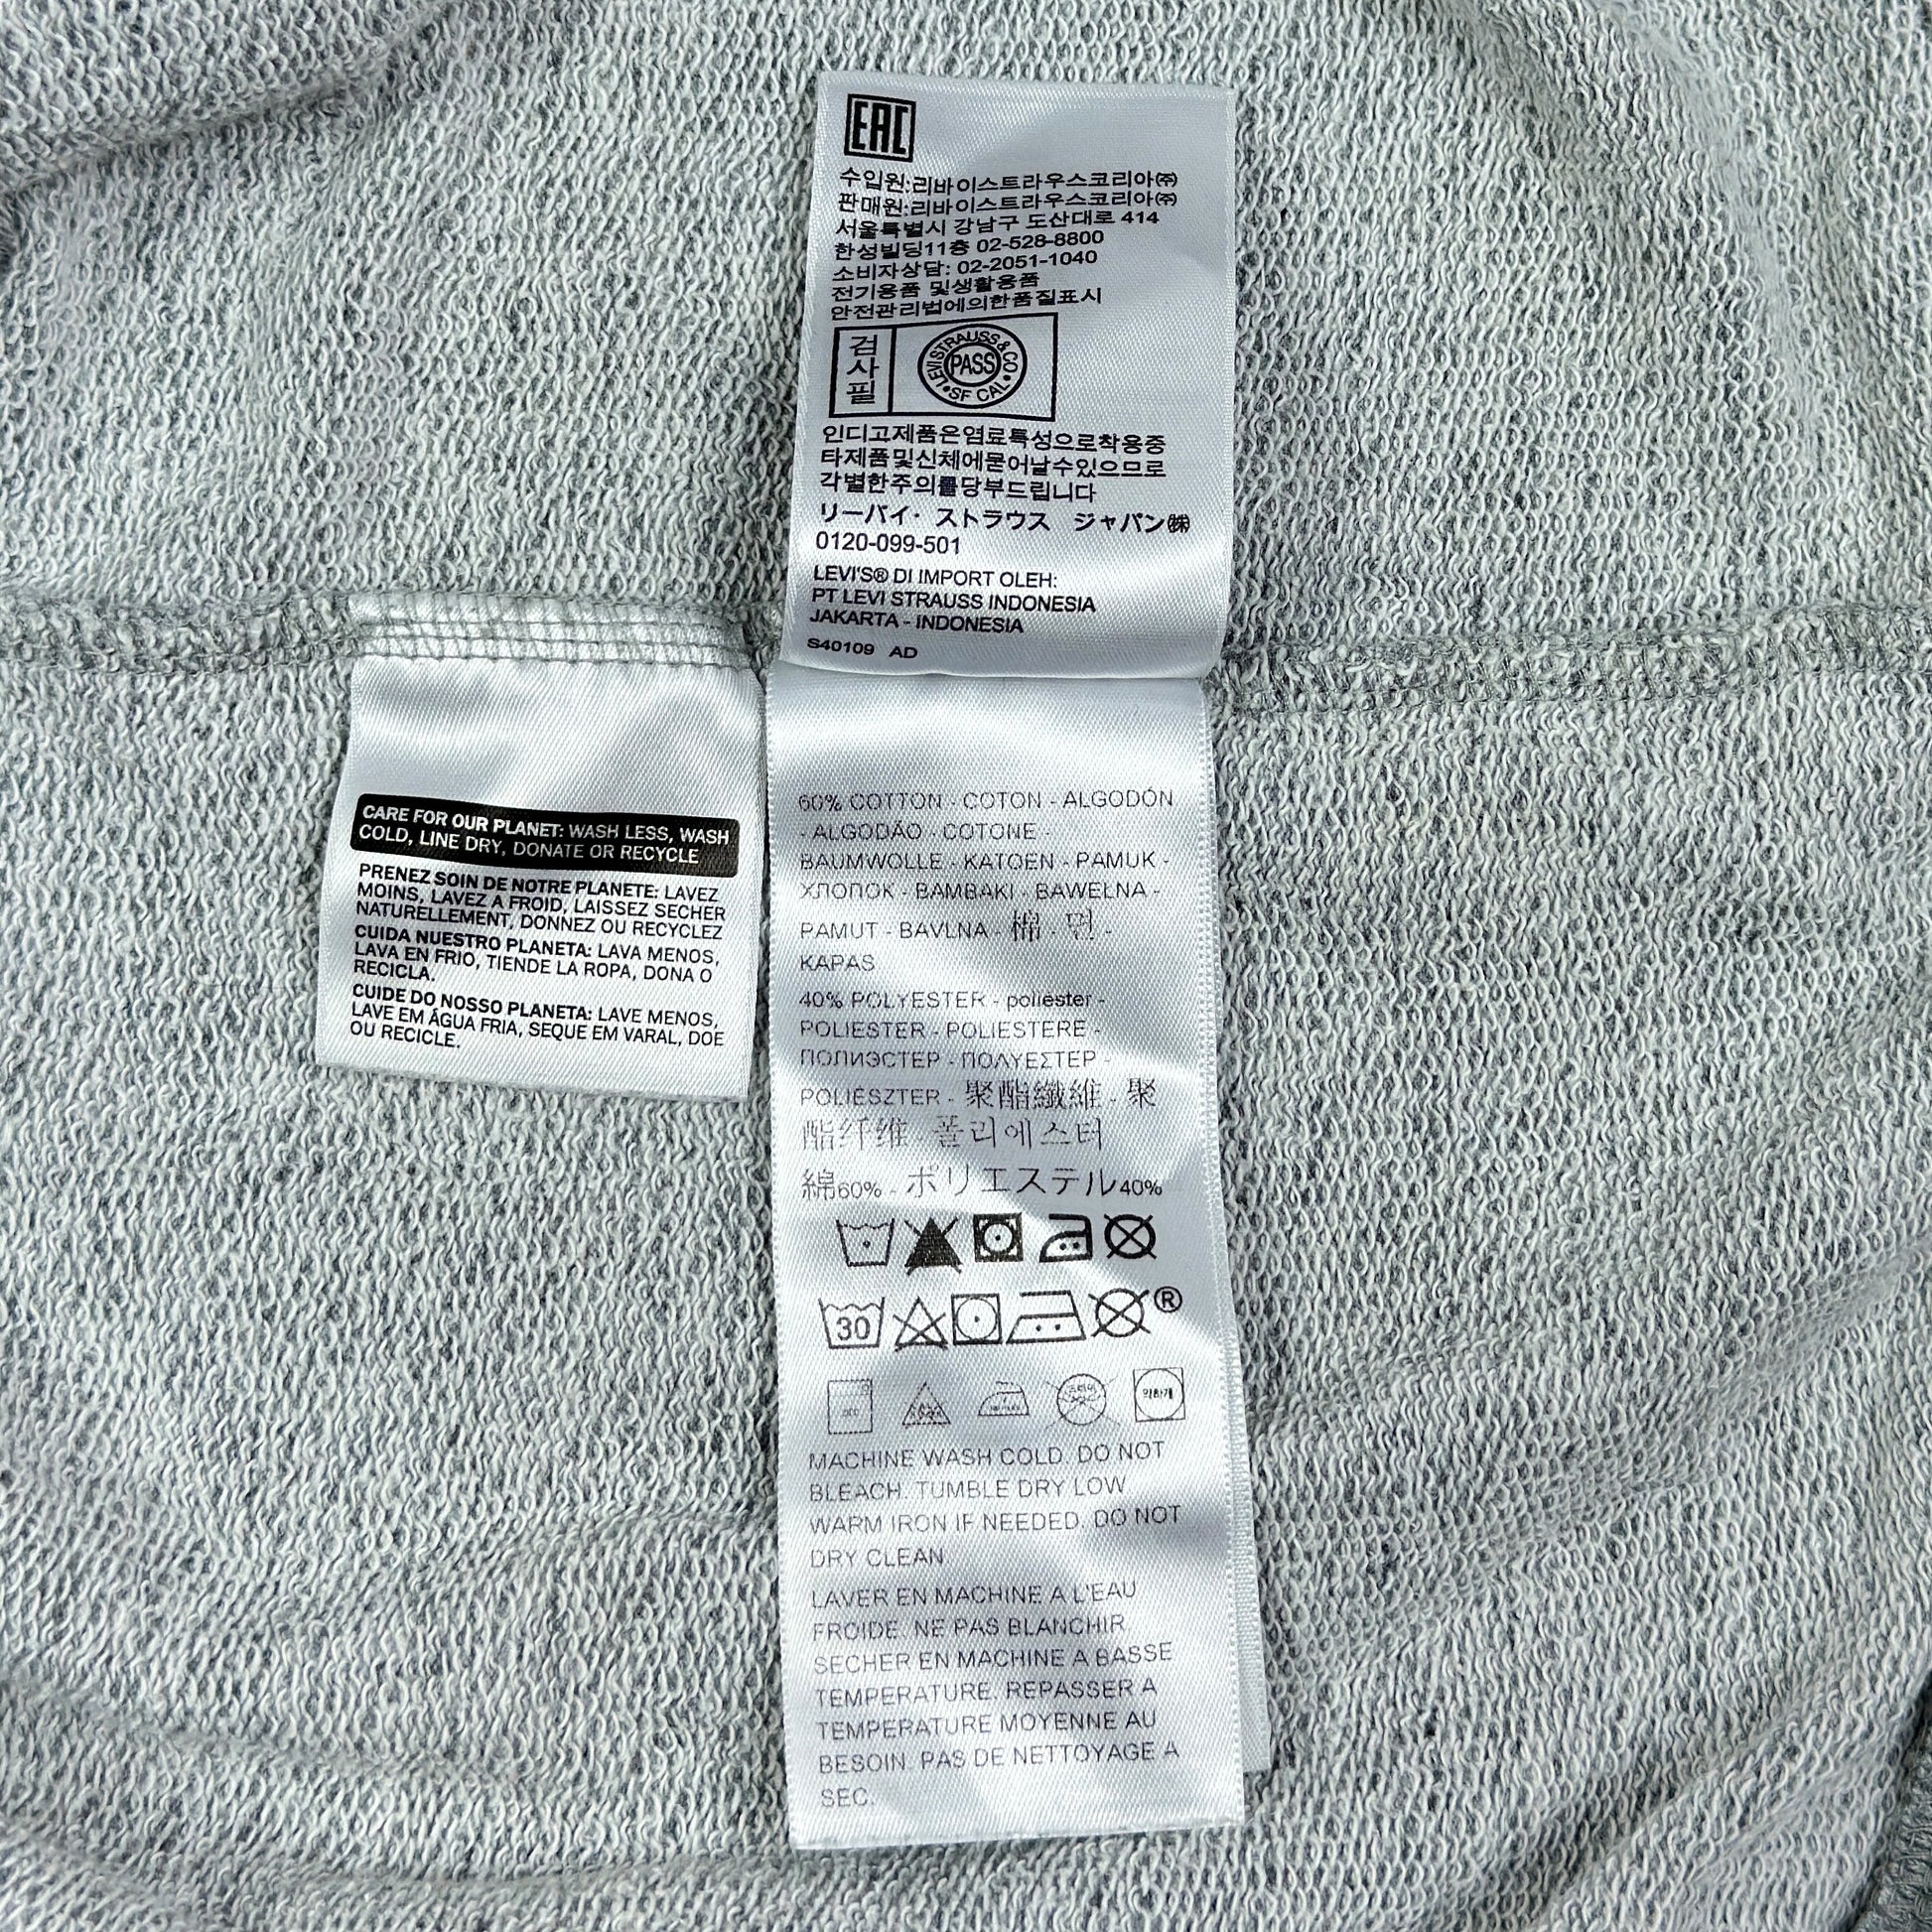 EAC
수입원:리바이스트라우스코리아㈜
판매원:리바이스트라우스코리아㈜
서울특별시 강남구 도산대로 414
한성빌딩11층 02-528-8800
소비자상담: 02-2051-1040
전기용품 및생활용품
안전관리법에의한품질표시
검사필
LEVI STRAUSS & CO
PASS
SF CAL
인디고제품은염료특성으로착용중
타제품및신체에묻어날수있으므로
각별한주의를당부드립니다
リーバイ・ストラウス ジャパン㈱
0120-099-501
LEVI'S® DI IMPORT OLEH:
PT LEVI STRAUSS INDONESIA
JAKARTA - INDONESIA
S40109 AD
CARE FOR OUR PLANET: WASH LESS, WASH
COLD, LINE DRY, DONATE OR RECYCLE
PRENEZ SOIN DE NOTRE PLANETE: LAVEZ
MOINS, LAVEZ A FROID, LAISSEZ SECHER
NATURELLEMENT, DONNEZ OU RECYCLEZ
CUIDA NUESTRO PLANETA: LAVA MENOS,
LAVA EN FRIO, TIENDE LA ROPA, DONA O
RECICLA.
CUIDE DO NOSSO PLANETA: LAVE MENOS,
LAVE EM ÁGUA FRIA, SEQUE EM VARAL, DOE
OU RECICLE.
60% COTTON - COTON - ALGODÓN
- ALGODÃO - COTONE -
BAUMWOLLE - KATOEN - PAMUK -
ХЛОПОК - BAMBAKI - BAWEŁNA -
PAMUT - BAVLNA - 棉 - 면 -
KAPAS
40% POLYESTER - poliéster -
POLIESTER - POLIESTERE -
ПОЛИЭСТЕР - ΠΟΛΥΕΣΤΕΡ -
POLIÉSZTER - 聚酯纖維 - 聚
酯纤维 - 폴리에스터
綿60% - ポリエステル40%
30
®
드라이
약하게
MACHINE WASH COLD. DO NOT
BLEACH. TUMBLE DRY LOW
WARM IRON IF NEEDED. DO NOT
DRY CLEAN
LAVER EN MACHINE A L'EAU
FROIDE. NE PAS BLANCHIR.
SECHER EN MACHINE A BASSE
TEMPERATURE. REPASSER A
TEMPERATURE MOYENNE AU
BESOIN. PAS DE NETTOYAGE A
SEC.